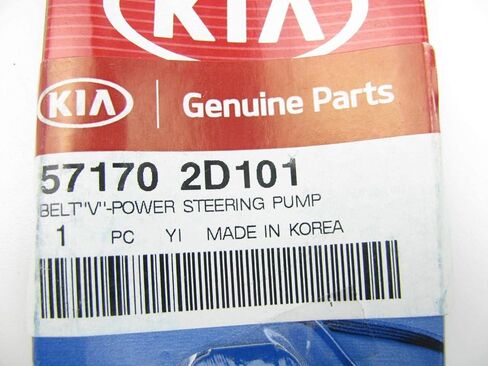 KIA
KIA Genuine Parts
57170 2D101
BELT"V"-POWER STEERING PUMP
1 PC YI MADE IN KOREA